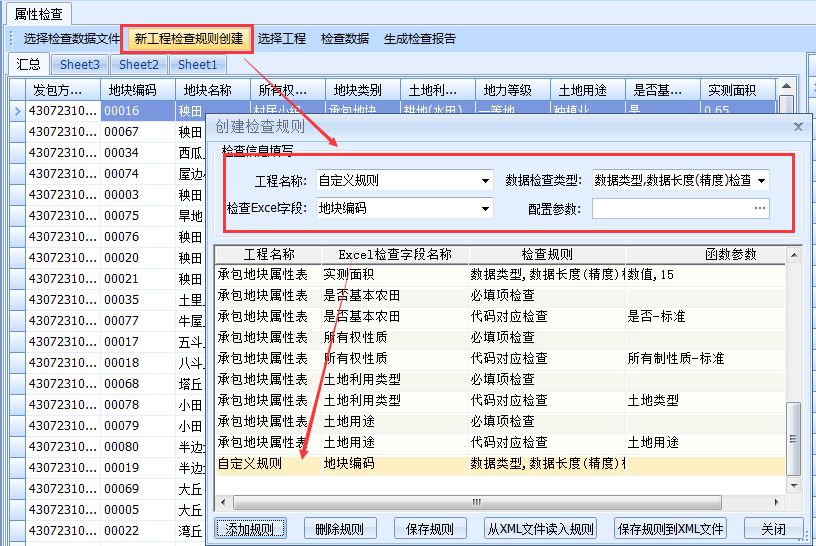 属性检查
选择检查数据文件 新工程检查规则创建 选择工程 检查数据 生成检查报告
汇总 Sheet3 Sheet2 Sheet1
发包方... 地块编码 地块名称 所有权... 地块类别 土地利... 地力等级 土地用途 是否基... 实测面积
43072310... 00016 秧田 村民小组 承包地块 耕地(水田) 一等地 种植业 是 0.65
43072310... 00067 秧田
43072310... 00034 西瓜
43072310... 00074 屋边
43072310... 00003 秧田
43072310... 00075 旱地
43072310... 00076 秧田
43072310... 00020 秧田
43072310... 00021 秧田
43072310... 00035 土里
43072310... 00077 牛屋
43072310... 00017 五斗
43072310... 00018 八斗
43072310... 00068 塔丘
43072310... 00078 小田
43072310... 00079 小田
43072310... 00080 半边
43072310... 00019 半边
43072310... 00069 大丘
43072310... 00005 大丘
43072310... 00022 湾丘
创建检查规则
检查信息填写
工程名称: 自定义规则 数据检查类型: 数据类型,数据长度(精度)检查
检查Excel字段: 地块编码 配置参数: ...
工程名称 Excel检查字段名称 检查规则 函数参数
承包地块属性表 实测面积 数据类型,数据长度(精度) 数值,15
承包地块属性表 是否基本农田 必填项检查
承包地块属性表 是否基本农田 代码对应检查 是否-标准
承包地块属性表 所有权性质 必填项检查
承包地块属性表 所有权性质 代码对应检查 所有制性质-标准
承包地块属性表 土地利用类型 必填项检查
承包地块属性表 土地利用类型 代码对应检查 土地类型
承包地块属性表 土地用途 必填项检查
承包地块属性表 土地用途 代码对应检查 土地用途
自定义规则 地块编码 数据类型,数据长度(精度)
添加规则 删除规则 保存规则 从XML文件读入规则 保存规则到XML文件 关闭